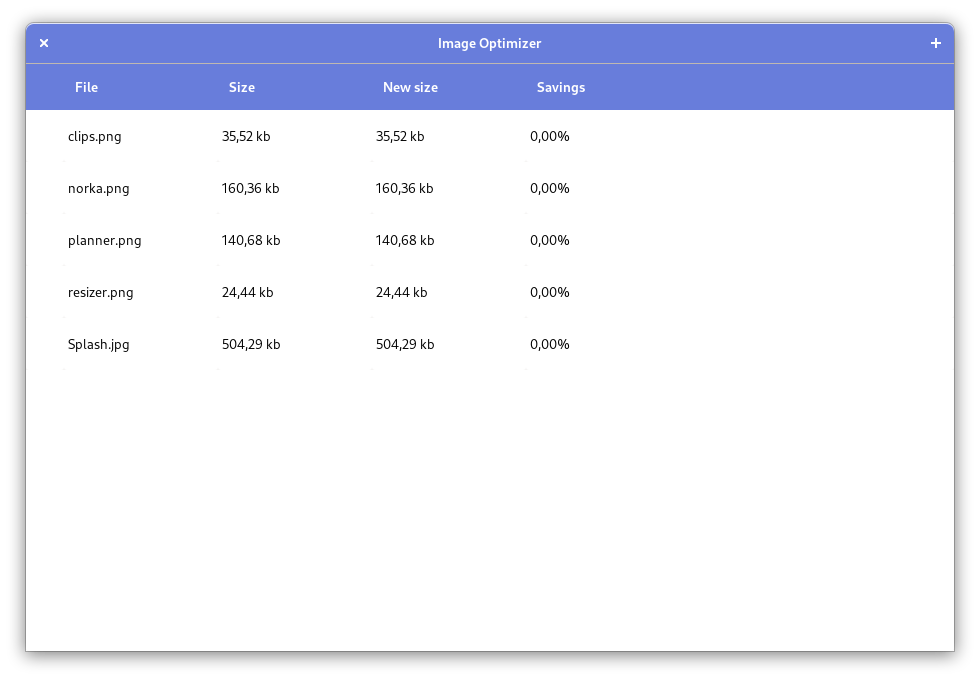 Image Optimizer
File Size New size Savings
clips.png 35,52 kb 35,52 kb 0,00%
norka.png 160,36 kb 160,36 kb 0,00%
planner.png 140,68 kb 140,68 kb 0,00%
resizer.png 24,44 kb 24,44 kb 0,00%
Splash.jpg 504,29 kb 504,29 kb 0,00%